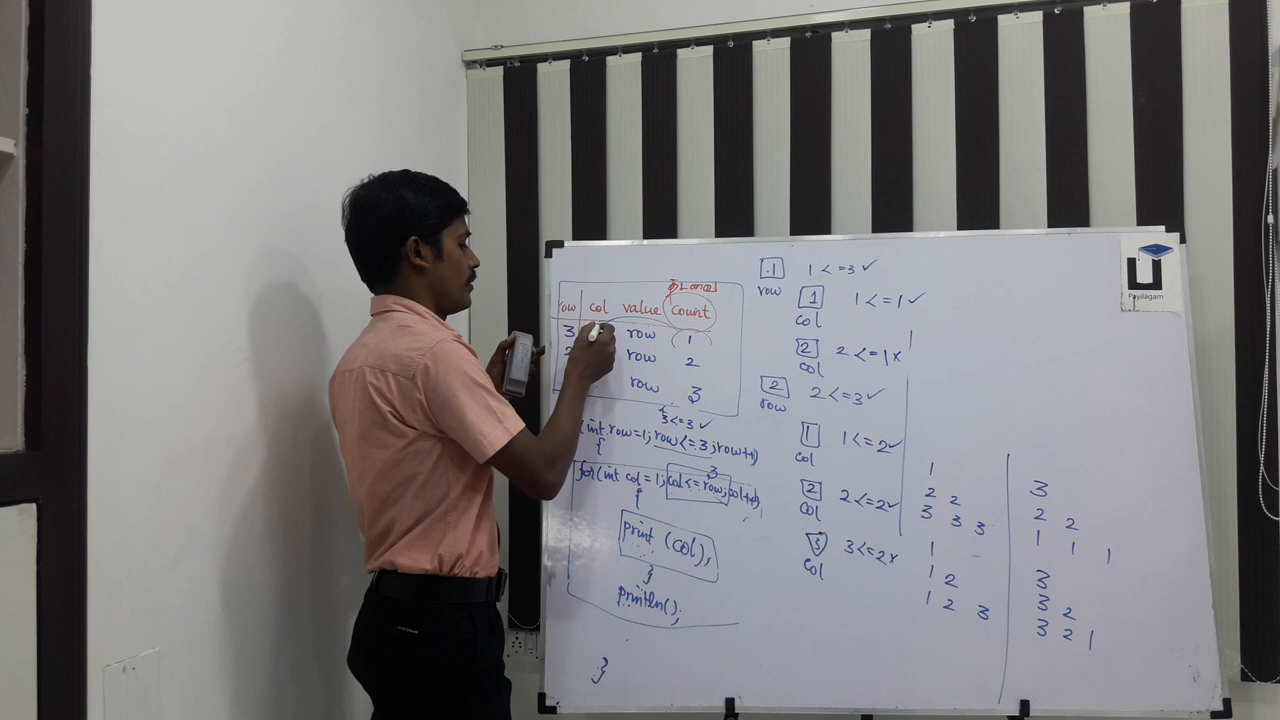 தடவை
row col value count
3 row 1
2 row 2
row 3
3<=3 ✓
(int row=1; row<=3; row++)
{
3
for(int col=1; col<=row; col++)
{
print (col);
}
println();
}
1 1<=3 ✓
row
1 1<=1 ✓
col
1
2 2<=1 x
col
2 2<=3 ✓
row
1 1<=2 ✓
col
2 2<=2 ✓
col
3 3<=2 x
col
1
2 2
3 3 3
1
1 2
1 2 3
3
2 2
1 1 1
3
3 2
3 2 1
Payilagam